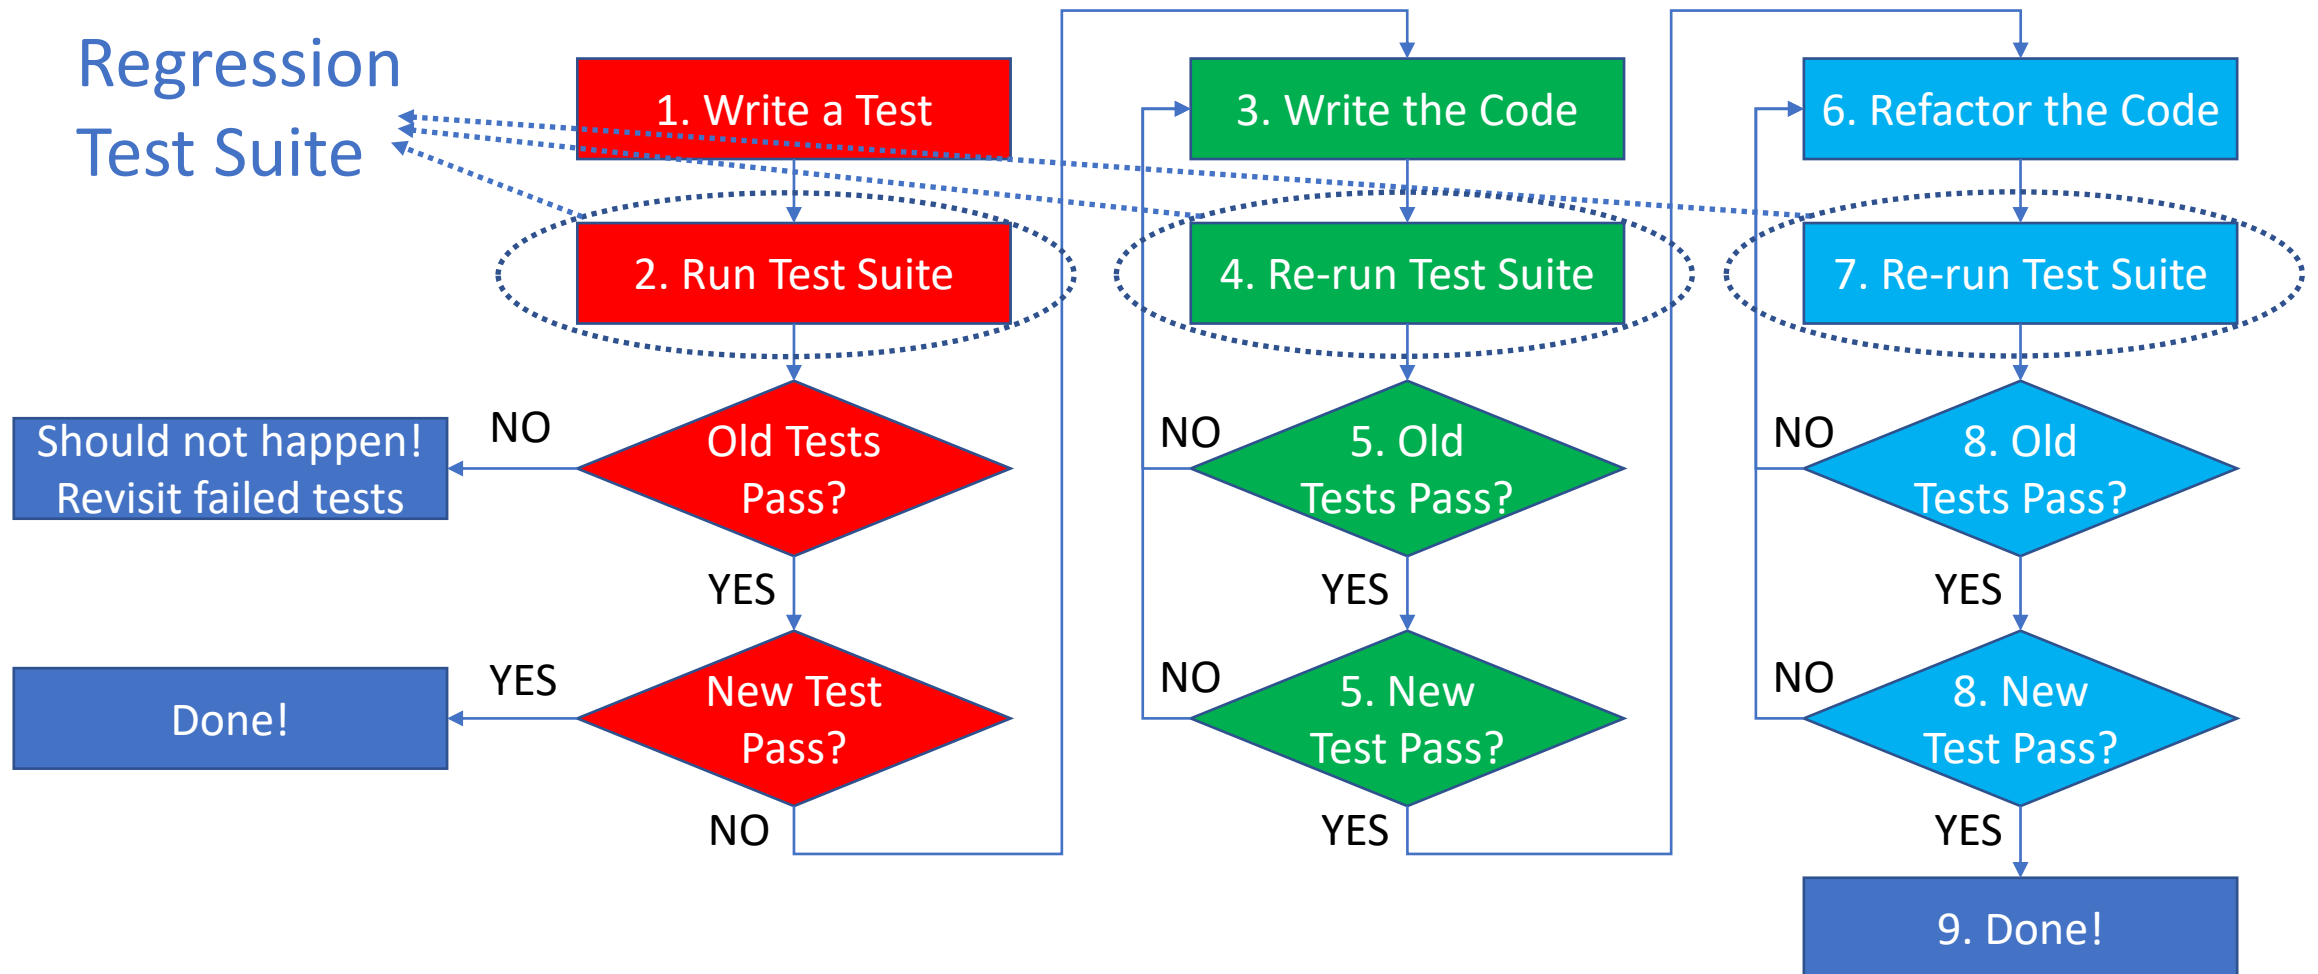 Regression
Test Suite
1. Write a Test
2. Run Test Suite
Old Tests
Pass?
NO
Should not happen!
Revisit failed tests
YES
New Test
Pass?
YES
Done!
NO
3. Write the Code
4. Re-run Test Suite
5. Old
Tests Pass?
NO
YES
5. New
Test Pass?
NO
YES
6. Refactor the Code
7. Re-run Test Suite
8. Old
Tests Pass?
NO
YES
8. New
Test Pass?
NO
YES
9. Done!